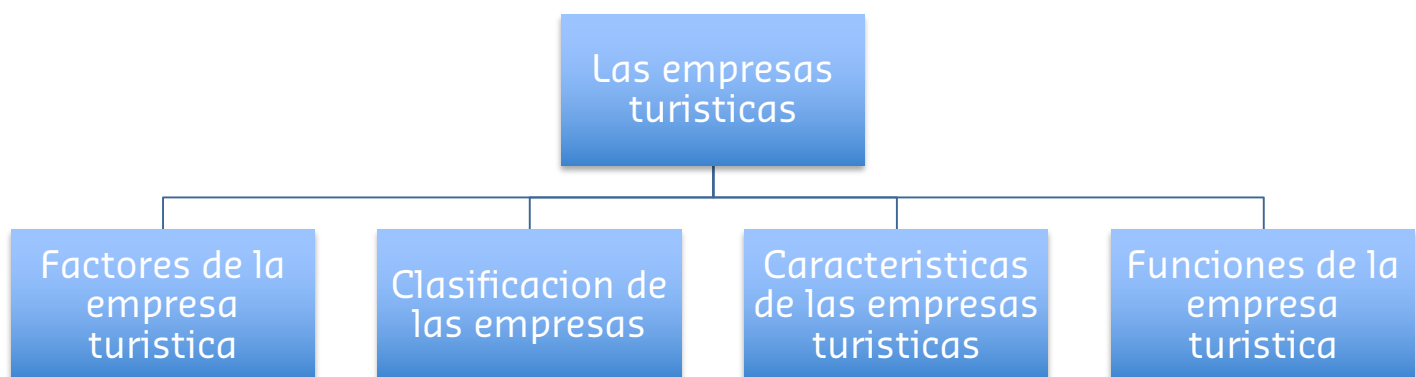 Las empresas
turisticas
Factores de la
empresa
turistica
Clasificacion de
las empresas
Caracteristicas
de las empresas
turisticas
Funciones de la
empresa
turistica